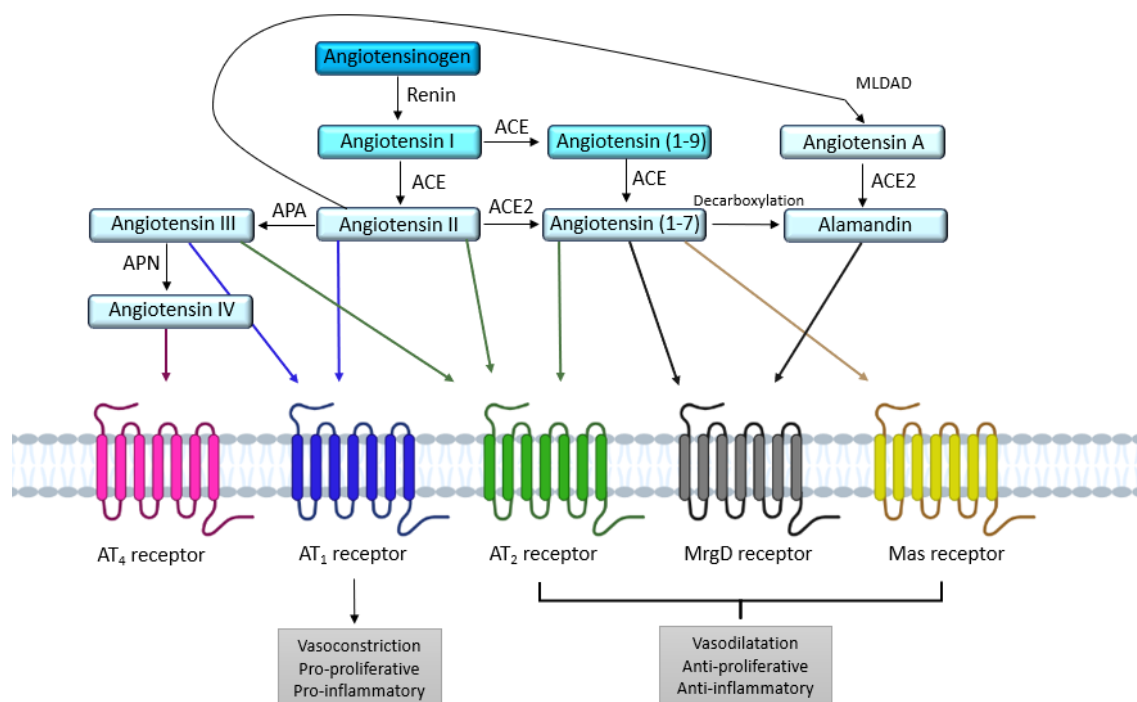 Angiotensinogen
Renin
MLDAD
Angiotensin I
ACE
Angiotensin (1-9)
Angiotensin A
ACE
ACE
ACE2
Angiotensin III
APA
Angiotensin II
ACE2
Angiotensin (1-7)
Decarboxylation
Alamandin
APN
Angiotensin IV
AT₄ receptor
AT₁ receptor
AT₂ receptor
MrgD receptor
Mas receptor
Vasoconstriction
Pro-proliferative
Pro-inflammatory
Vasodilatation
Anti-proliferative
Anti-inflammatory